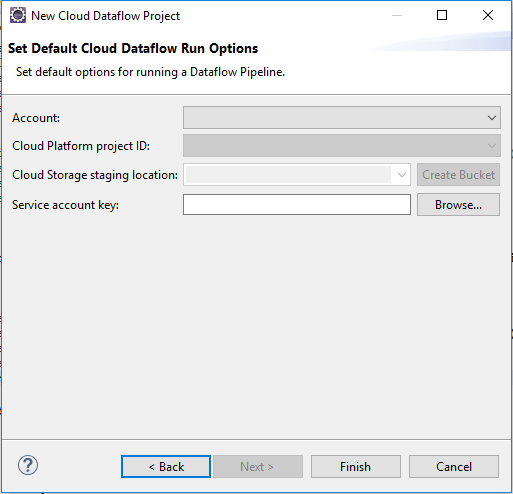 New Cloud Dataflow Project
Set Default Cloud Dataflow Run Options
Set default options for running a Dataflow Pipeline.
Account:
Cloud Platform project ID:
Cloud Storage staging location:
Create Bucket
Service account key:
Browse...
?
< Back
Next >
Finish
Cancel